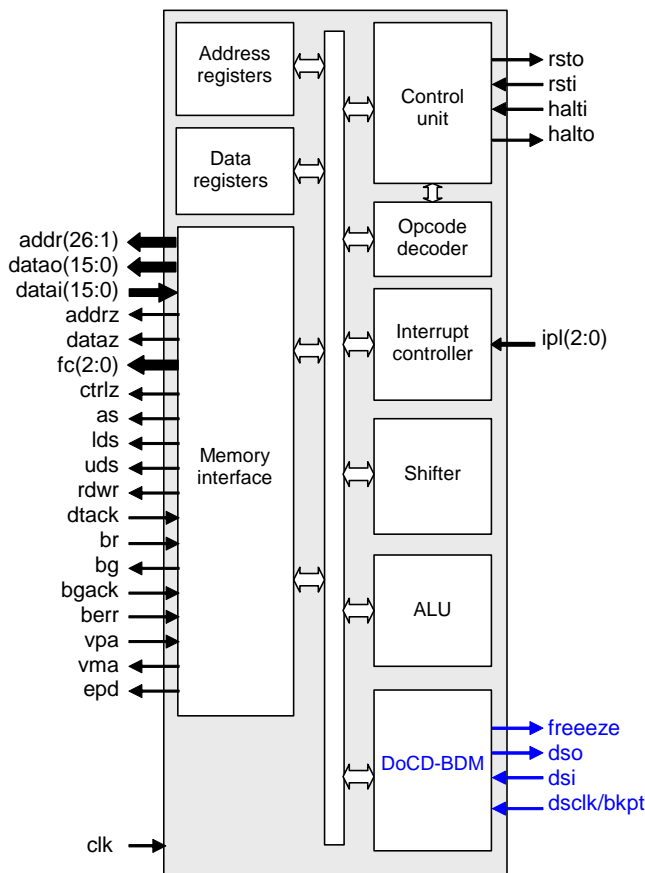 Address
registers
Data
registers
addr(26:1)
datao(15:0)
datai(15:0)
addrz
dataz
fc(2:0)
ctrlz
as
lds
uds
rdwr
dtack
br
bg
bgack
berr
vpa
vma
epd
clk
Memory
interface
Control
unit
rsto
rsti
halti
halto
Opcode
decoder
Interrupt
controller
ipl(2:0)
Shifter
ALU
DoCD-BDM
freeeze
dso
dsi
dsclk/bkpt